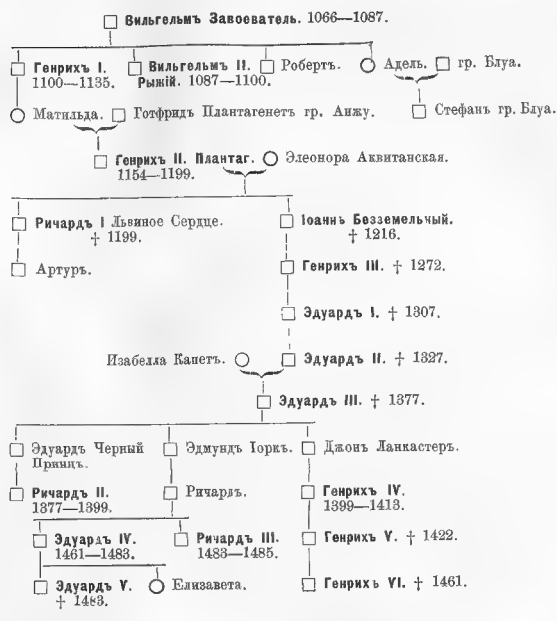 Вильгельмъ Завоеватель. 1066—1087.
Генрихъ I. Вильгельмъ II. Робертъ. Адель. гр. Блуа.
1100—1135. Рыжій. 1087—1100.
Матильда. Готфридъ Плантагенетъ гр. Анжу. Стефанъ гр. Блуа.
Генрихъ II. Плантаг. Элеонора Аквитанская.
1154—1199.
Ричардъ I Львиное Сердце. Іоаннъ Безземельный.
† 1199. † 1216.
Артуръ. Генрихъ III. † 1272.
Эдуардъ I. † 1307.
Изабелла Капетъ. Эдуардъ II. † 1327.
Эдуардъ III. † 1377.
Эдуардъ Черный Эдмундъ Іоркъ. Джонъ Ланкастеръ.
Принцъ.
Ричардъ II. Ричардъ. Генрихъ IV.
1377—1399. 1399—1413.
Эдуардъ IV. Ричардъ III. Генрихъ V. † 1422.
1461—1483. 1483—1485.
Эдуардъ V. Елизавета. Генрихъ VI. † 1461.
† 1483.